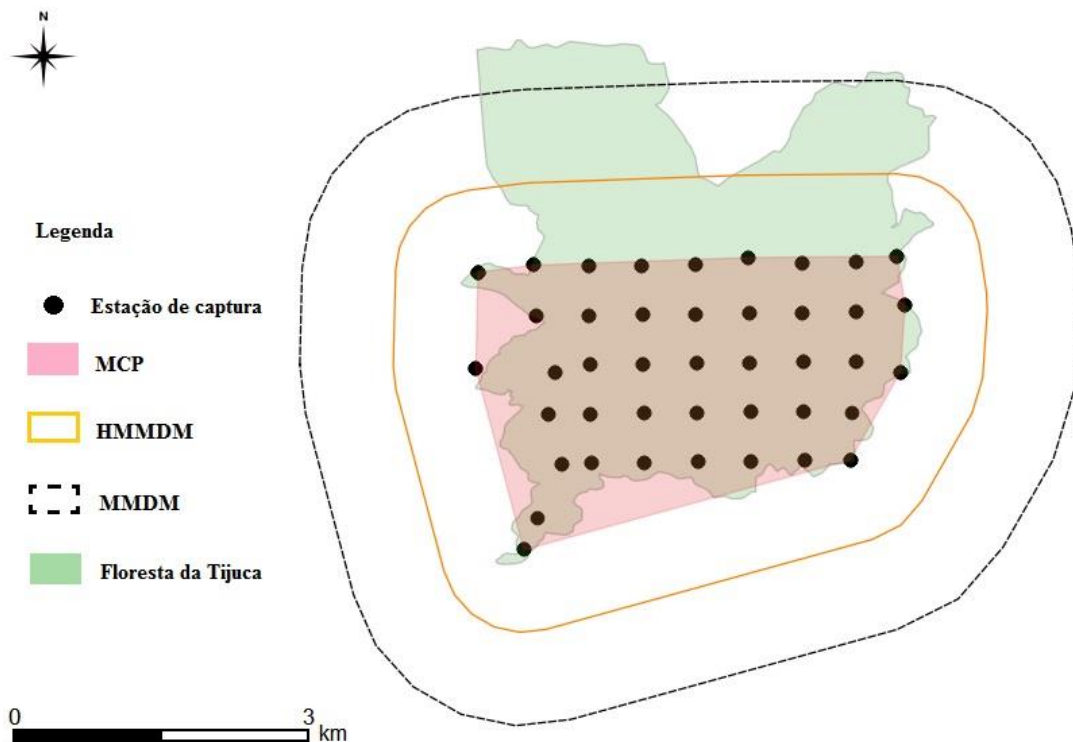 N
Legenda
Estação de captura
MCP
HMMDM
MMDM
Floresta da Tijuca
0 3
km